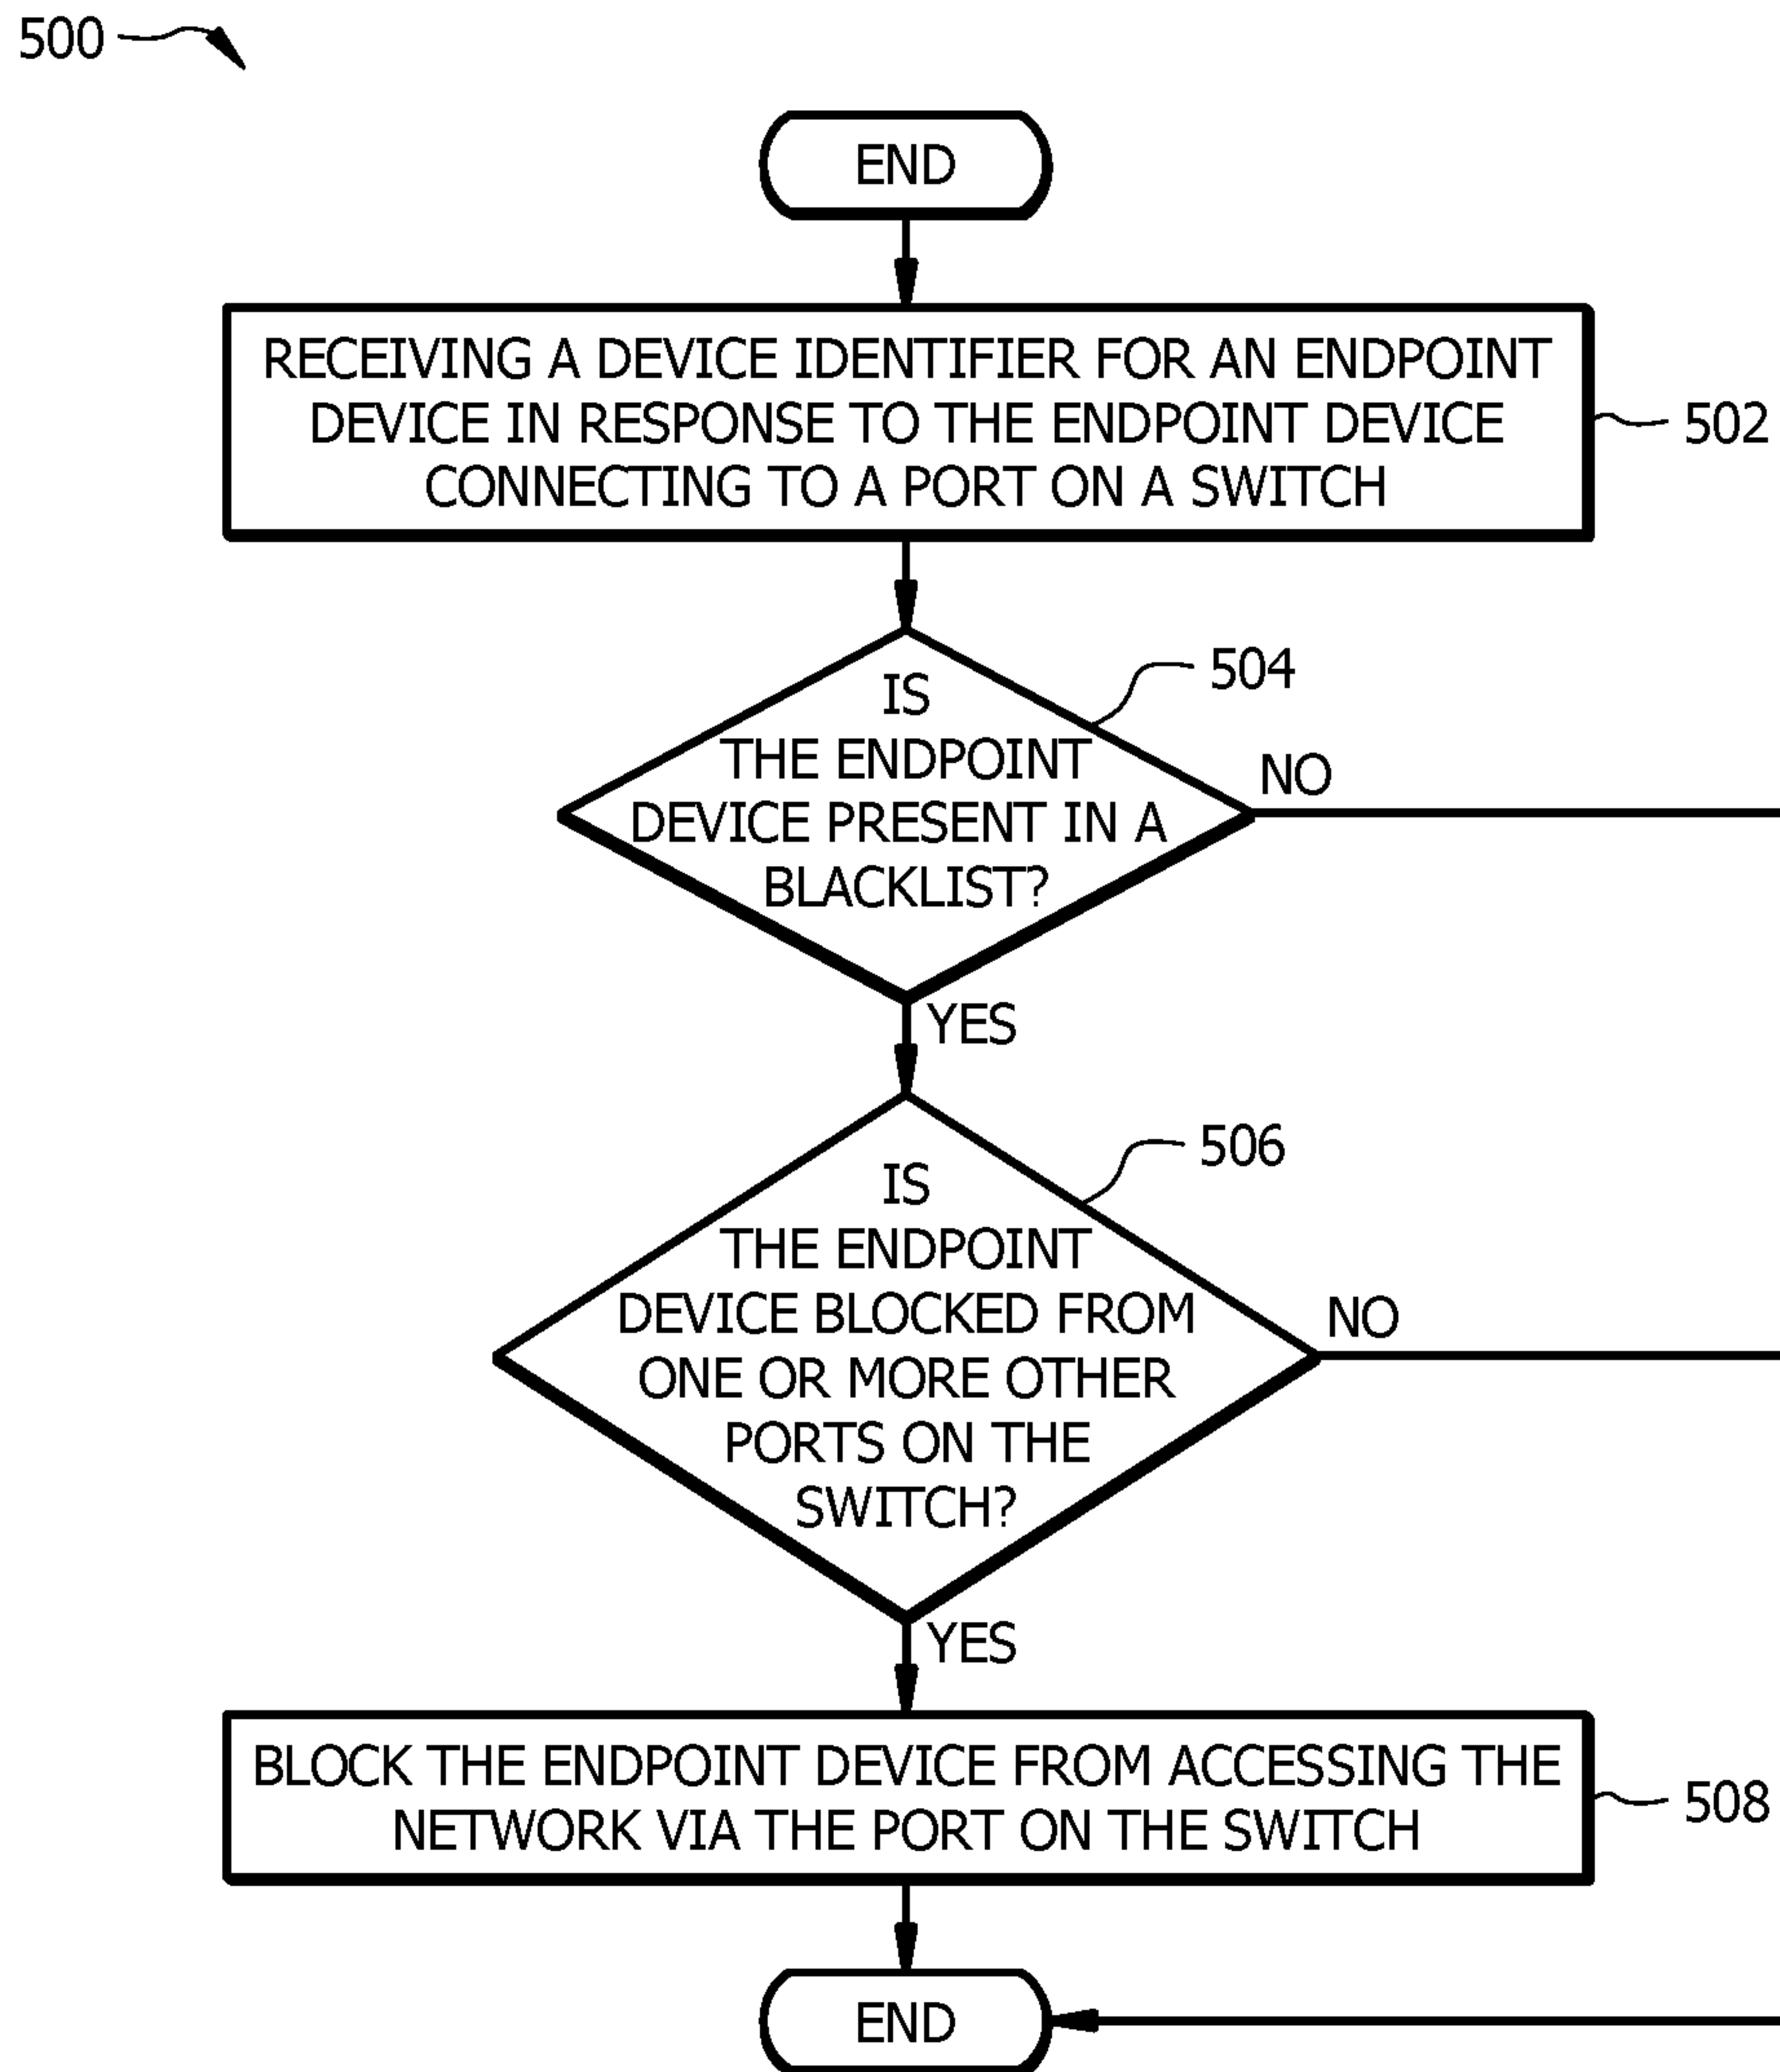 500
END
RECEIVING A DEVICE IDENTIFIER FOR AN ENDPOINT
DEVICE IN RESPONSE TO THE ENDPOINT DEVICE
CONNECTING TO A PORT ON A SWITCH
502
504
IS
THE ENDPOINT
DEVICE PRESENT IN A
BLACKLIST?
NO
YES
506
IS
THE ENDPOINT
DEVICE BLOCKED FROM
ONE OR MORE OTHER
PORTS ON THE
SWITCH?
NO
YES
BLOCK THE ENDPOINT DEVICE FROM ACCESSING THE
NETWORK VIA THE PORT ON THE SWITCH
508
END